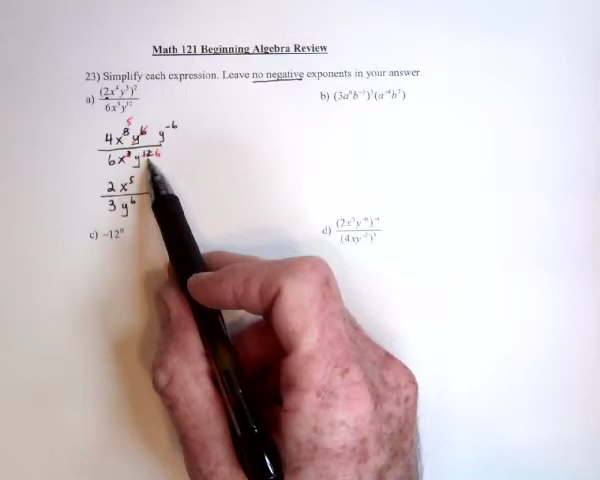 Math 121 Beginning Algebra Review
23) Simplify each expression. Leave no negative exponents in your answer.
a) (2x⁴y³)² / 6x³y¹²
b) (3a⁶b⁻³)³(a⁻⁴b⁷)
5
4x⁸y⁶ y⁻⁶
6x³y¹² 6
2x⁵
3y⁶
c) −12⁰
d) (2x⁵y⁻⁶)⁻⁴ / (4xy⁻²)³